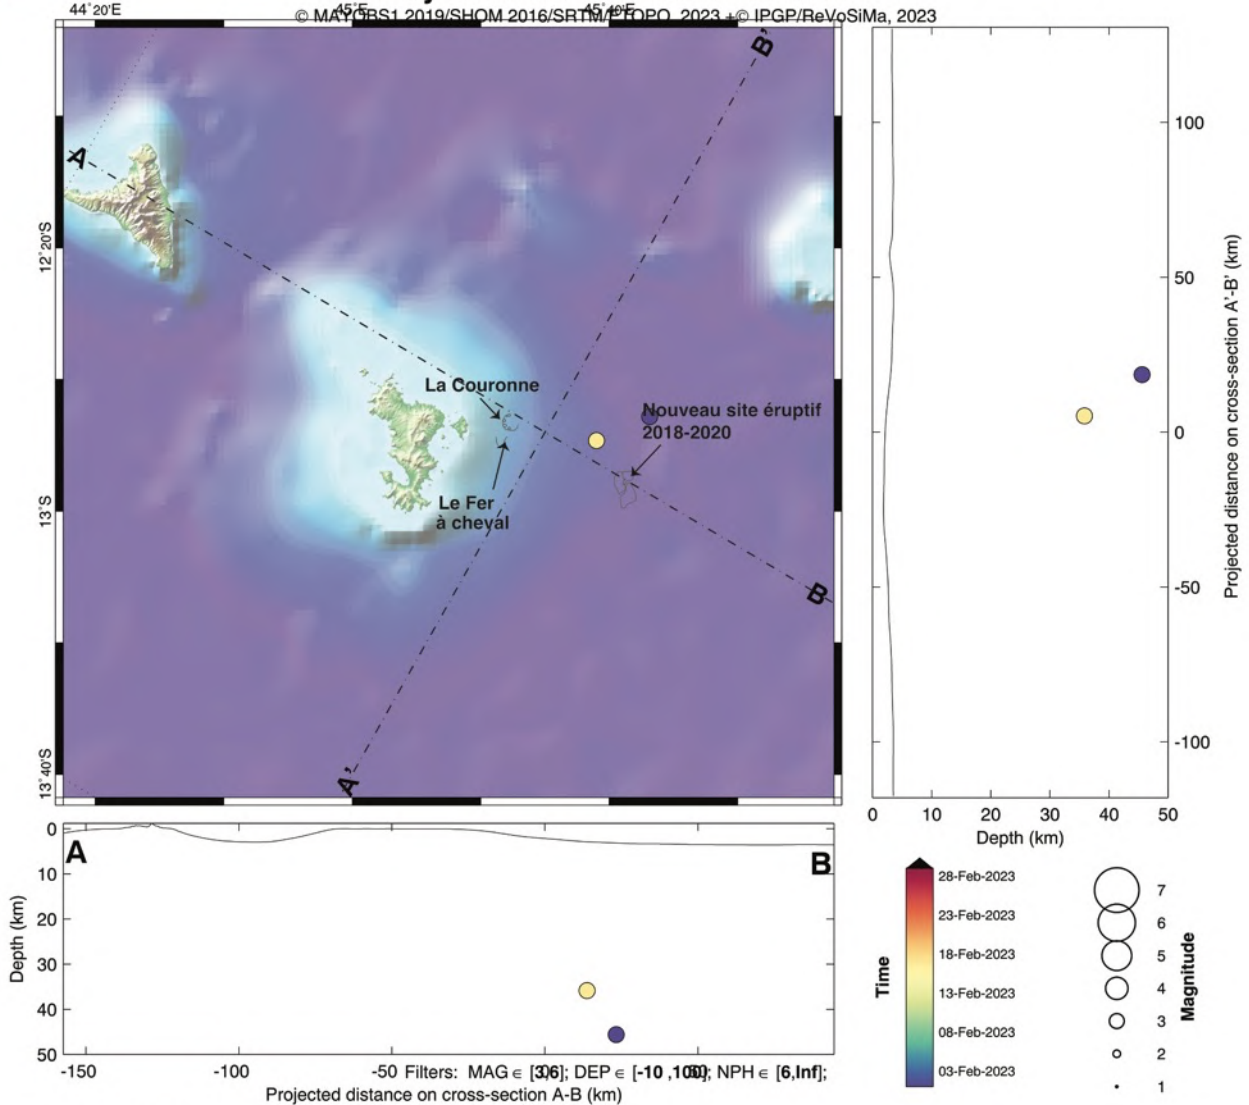 44˚20'E
45˚E
45˚40'E
© MAYOBS1 2019/SHOM 2016/SRTM/ETOPO 2023 + © IPGP/ReVoSiMa, 2023
B'
A
12˚20'S
La Couronne
Nouveau site éruptif
2018-2020
Le Fer
à cheval
13˚S
B
A'
13˚40'S
100
50
0
-50
-100
Projected distance on cross-section A'-B' (km)
0 10 20 30 40 50
Depth (km)
A
B
0
10
20
30
40
50
Depth (km)
-150 -100 -50 0 50
Filters: MAG ∈ [3,6]; DEP ∈ [-10 ,100]; NPH ∈ [6,Inf];
Projected distance on cross-section A-B (km)
Time
28-Feb-2023
23-Feb-2023
18-Feb-2023
13-Feb-2023
08-Feb-2023
03-Feb-2023
7
6
5
4
3
2
1
Magnitude